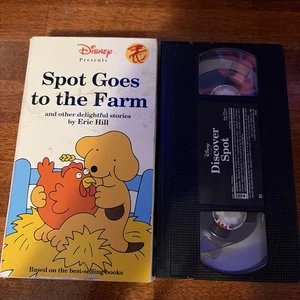 Disney
Presents
Spot Goes
to the Farm
and other delightful stories
by Eric Hill
Based on the best-selling books
Disney
Discover
Spot